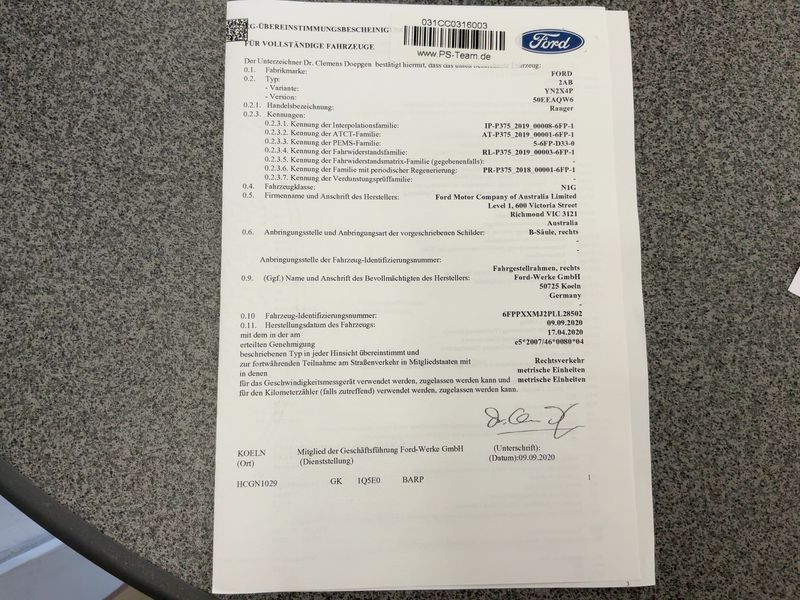 031CC0316003
www.PS-Team.de
Ford
EG-ÜBEREINSTIMMUNGSBESCHEINIG
FÜR VOLLSTÄNDIGE FAHRZEUGE
Der Unterzeichner Dr. Clemens Doepgen bestätigt hiermit, dass das
0.1. Fabrikmarke: FORD
0.2. Typ: 2AB
- Variante: YN2X4P
- Version: 50EEAQW6
0.2.1. Handelsbezeichnung: Ranger
0.2.3. Kennungen:
0.2.3.1. Kennung der Interpolationsfamilie: IP-P375_2019_00008-6FP-1
0.2.3.2. Kennung der ATCT-Familie: AT-P375_2019_00001-6FP-1
0.2.3.3. Kennung der PEMS-Familie: 5-6FP-D33-0
0.2.3.4. Kennung der Fahrwiderstandsfamilie: RL-P375_2019_00003-6FP-1
0.2.3.5. Kennung der Fahrwiderstandsmatrix-Familie (gegebenenfalls): -
0.2.3.6. Kennung der Familie mit periodischer Regenerierung: PR-P375_2018_00001-6FP-1
0.2.3.7. Kennung der Verdunstungsprüffamilie: -
0.4. Fahrzeugklasse: N1G
0.5. Firmenname und Anschrift des Herstellers: Ford Motor Company of Australia Limited
Level 1, 600 Victoria Street
Richmond VIC 3121
Australia
0.6. Anbringungsstelle und Anbringungsart der vorgeschriebenen Schilder: B-Säule, rechts
-
-
Anbringungsstelle der Fahrzeug-Identifizierungsnummer:
Fahrgestellrahmen, rechts
0.9. (Ggf.) Name und Anschrift des Bevollmächtigten des Herstellers: Ford-Werke GmbH
50725 Koeln
Germany
-
0.10 Fahrzeug-Identifizierungsnummer: 6FPPXXMJ2PLL28502
0.11. Herstellungsdatum des Fahrzeugs: 09.09.2020
mit dem in der am 17.04.2020
erteilten Genehmigung e5*2007/46*0080*04
beschriebenen Typ in jeder Hinsicht übereinstimmt und
zur fortwährenden Teilnahme am Straßenverkehr in Mitgliedstaaten mit Rechtsverkehr
in denen metrische Einheiten
für das Geschwindigkeitsmessgerät verwendet werden, zugelassen werden kann und metrische Einheiten
für den Kilometerzähler (falls zutreffend) verwendet werden, zugelassen werden kann.
KOELN Mitglied der Geschäftsführung Ford-Werke GmbH (Unterschrift):
(Ort) (Dienststellung) (Datum):09.09.2020
HCGN1029 GK 1Q5E0 BARP 1